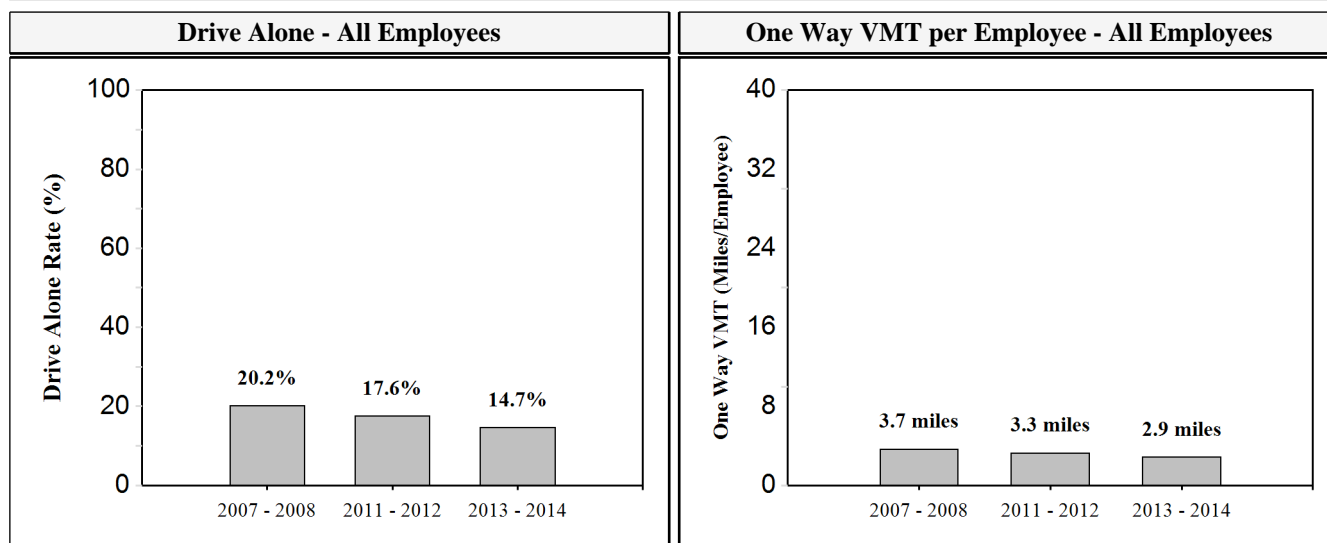 Drive Alone - All Employees
Drive Alone Rate (%)
100
80
60
40
20
0
20.2%
17.6%
14.7%
2007 - 2008
2011 - 2012
2013 - 2014
One Way VMT per Employee - All Employees
One Way VMT (Miles/Employee)
40
32
24
16
8
0
3.7 miles
3.3 miles
2.9 miles
2007 - 2008
2011 - 2012
2013 - 2014